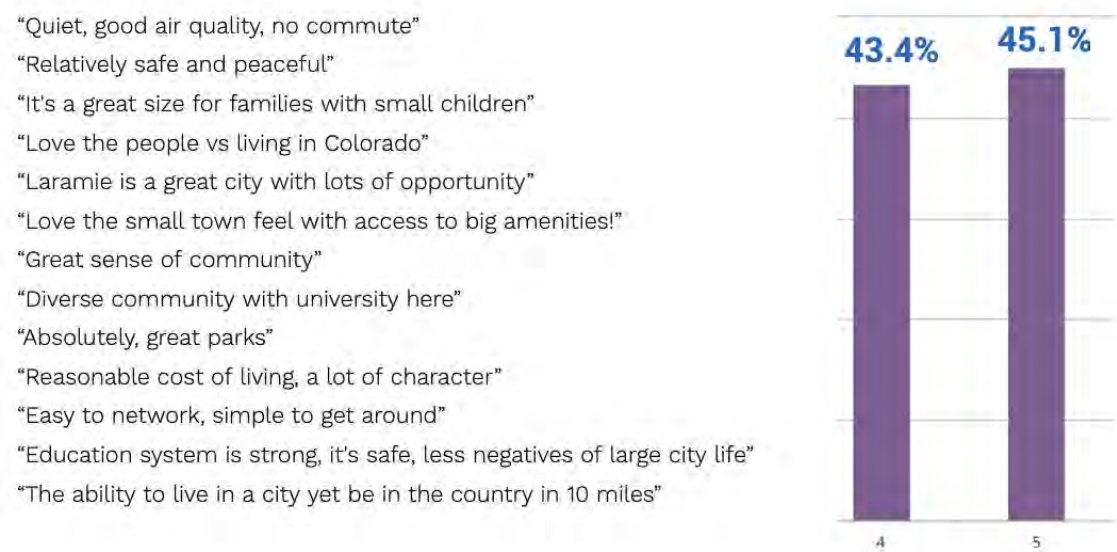 “Quiet, good air quality, no commute”
“Relatively safe and peaceful”
“It's a great size for families with small children”
“Love the people vs living in Colorado”
“Laramie is a great city with lots of opportunity”
“Love the small town feel with access to big amenities!”
“Great sense of community”
“Diverse community with university here”
“Absolutely, great parks”
“Reasonable cost of living, a lot of character”
“Easy to network, simple to get around”
“Education system is strong, it's safe, less negatives of large city life”
“The ability to live in a city yet be in the country in 10 miles”
43.4%
45.1%
4
5